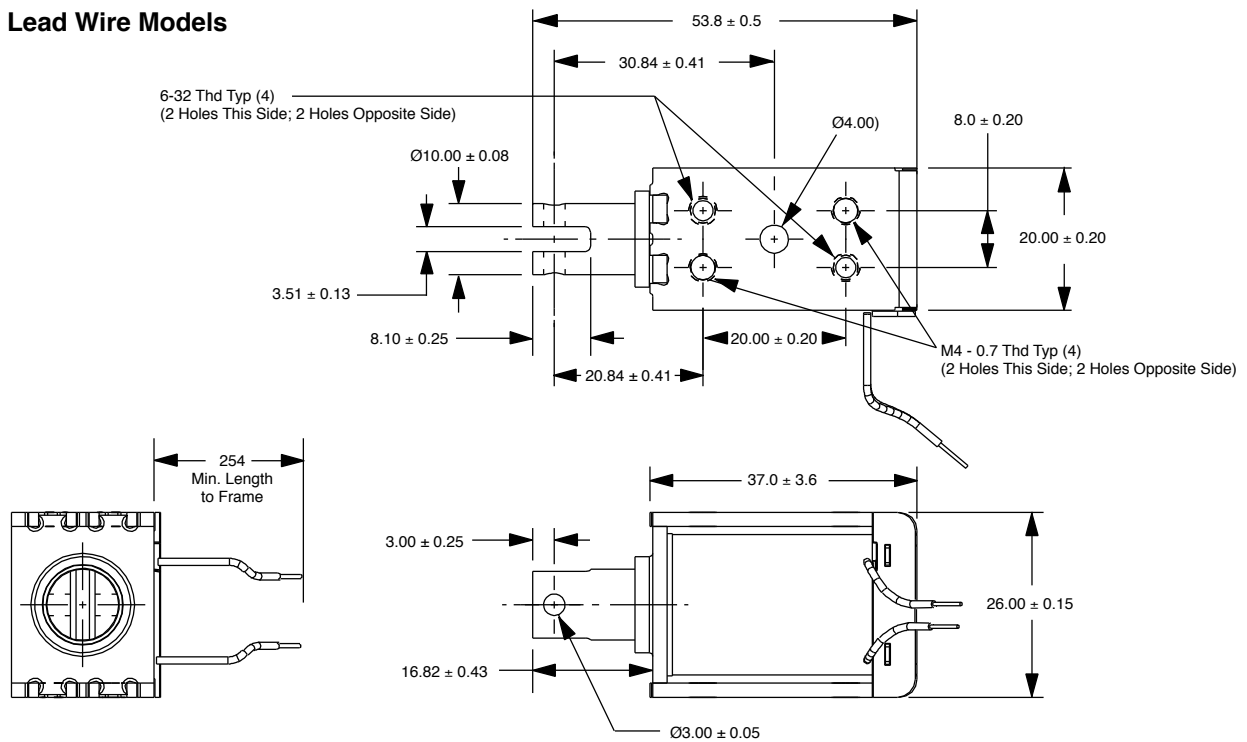 Lead Wire Models
53.8 ± 0.5
30.84 ± 0.41
6-32 Thd Typ (4)
(2 Holes This Side; 2 Holes Opposite Side)
Ø4.00)
8.0 ± 0.20
Ø10.00 ± 0.08
20.00 ± 0.20
3.51 ± 0.13
8.10 ± 0.25
20.00 ± 0.20
M4 - 0.7 Thd Typ (4)
(2 Holes This Side; 2 Holes Opposite Side)
20.84 ± 0.41
254
Min. Length
to Frame
37.0 ± 3.6
3.00 ± 0.25
26.00 ± 0.15
16.82 ± 0.43
Ø3.00 ± 0.05